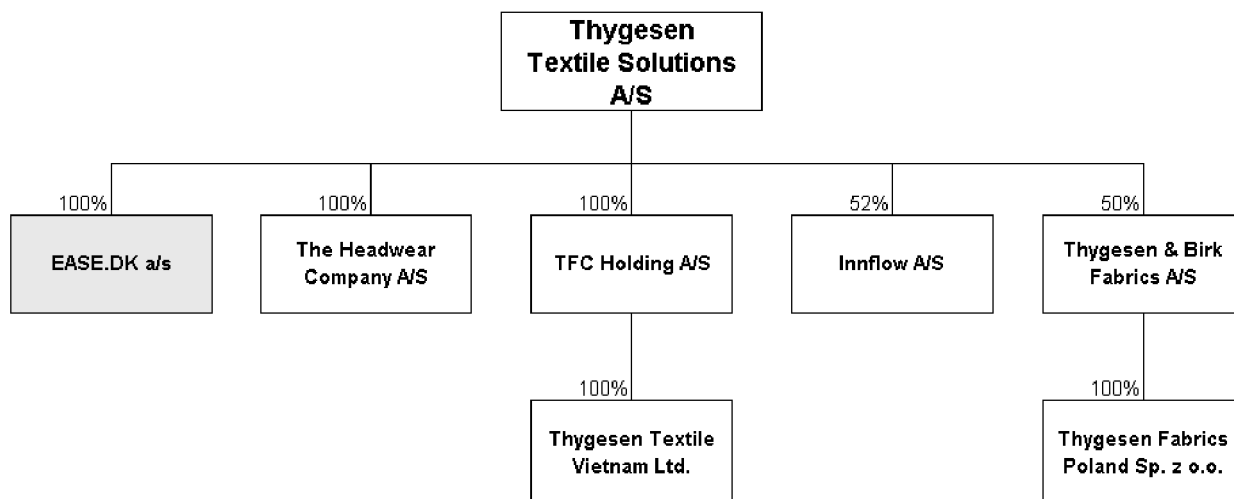 Thygesen
Textile Solutions
A/S
100%
100%
100%
52%
50%
EASE.DK a/s
The Headwear
Company A/S
TFC Holding A/S
Innflow A/S
Thygesen & Birk
Fabrics A/S
100%
100%
Thygesen Textile
Vietnam Ltd.
Thygesen Fabrics
Poland Sp. z o.o.